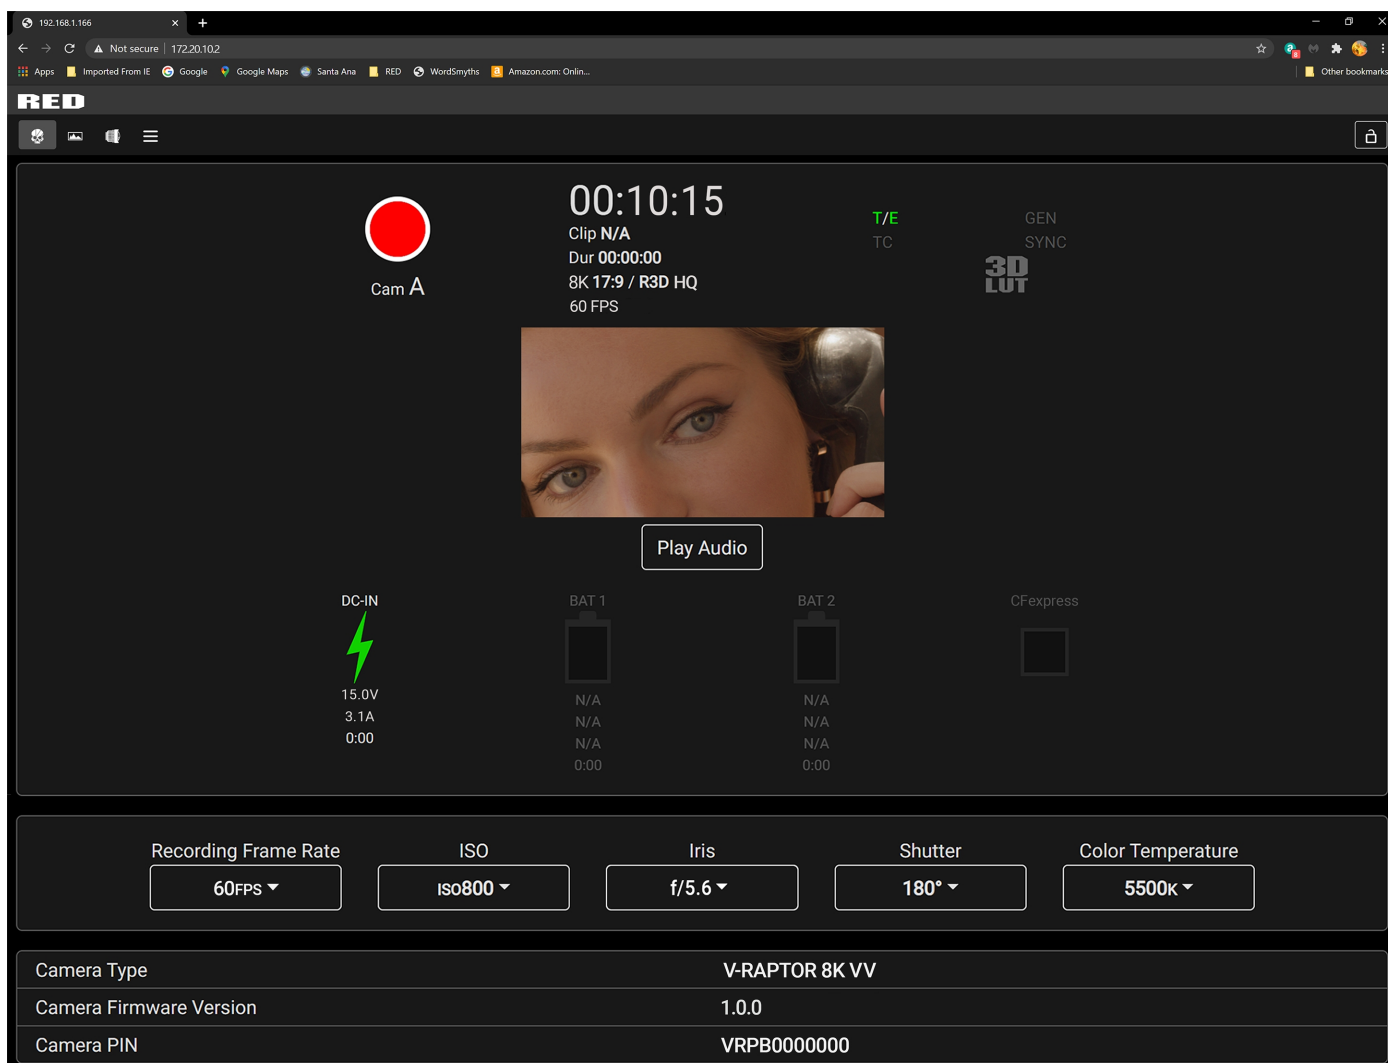 192.168.1.166
Not secure | 172.20.10.2
Apps Imported From IE Google Google Maps Santa Ana RED WordSmyths Amazon.com: Onlin... Other bookmarks
RED
00:10:15
Clip N/A
Dur 00:00:00
8K 17:9 / R3D HQ
60 FPS
Cam A
T/E GEN
TC SYNC
3D
LUT
Play Audio
DC-IN BAT 1 BAT 2 CFexpress
15.0V N/A N/A
3.1A N/A N/A
0:00 N/A N/A
0:00 0:00
Recording Frame Rate ISO Iris Shutter Color Temperature
60FPS ISO800 f/5.6 180° 5500K
Camera Type V-RAPTOR 8K VV
Camera Firmware Version 1.0.0
Camera PIN VRPB0000000